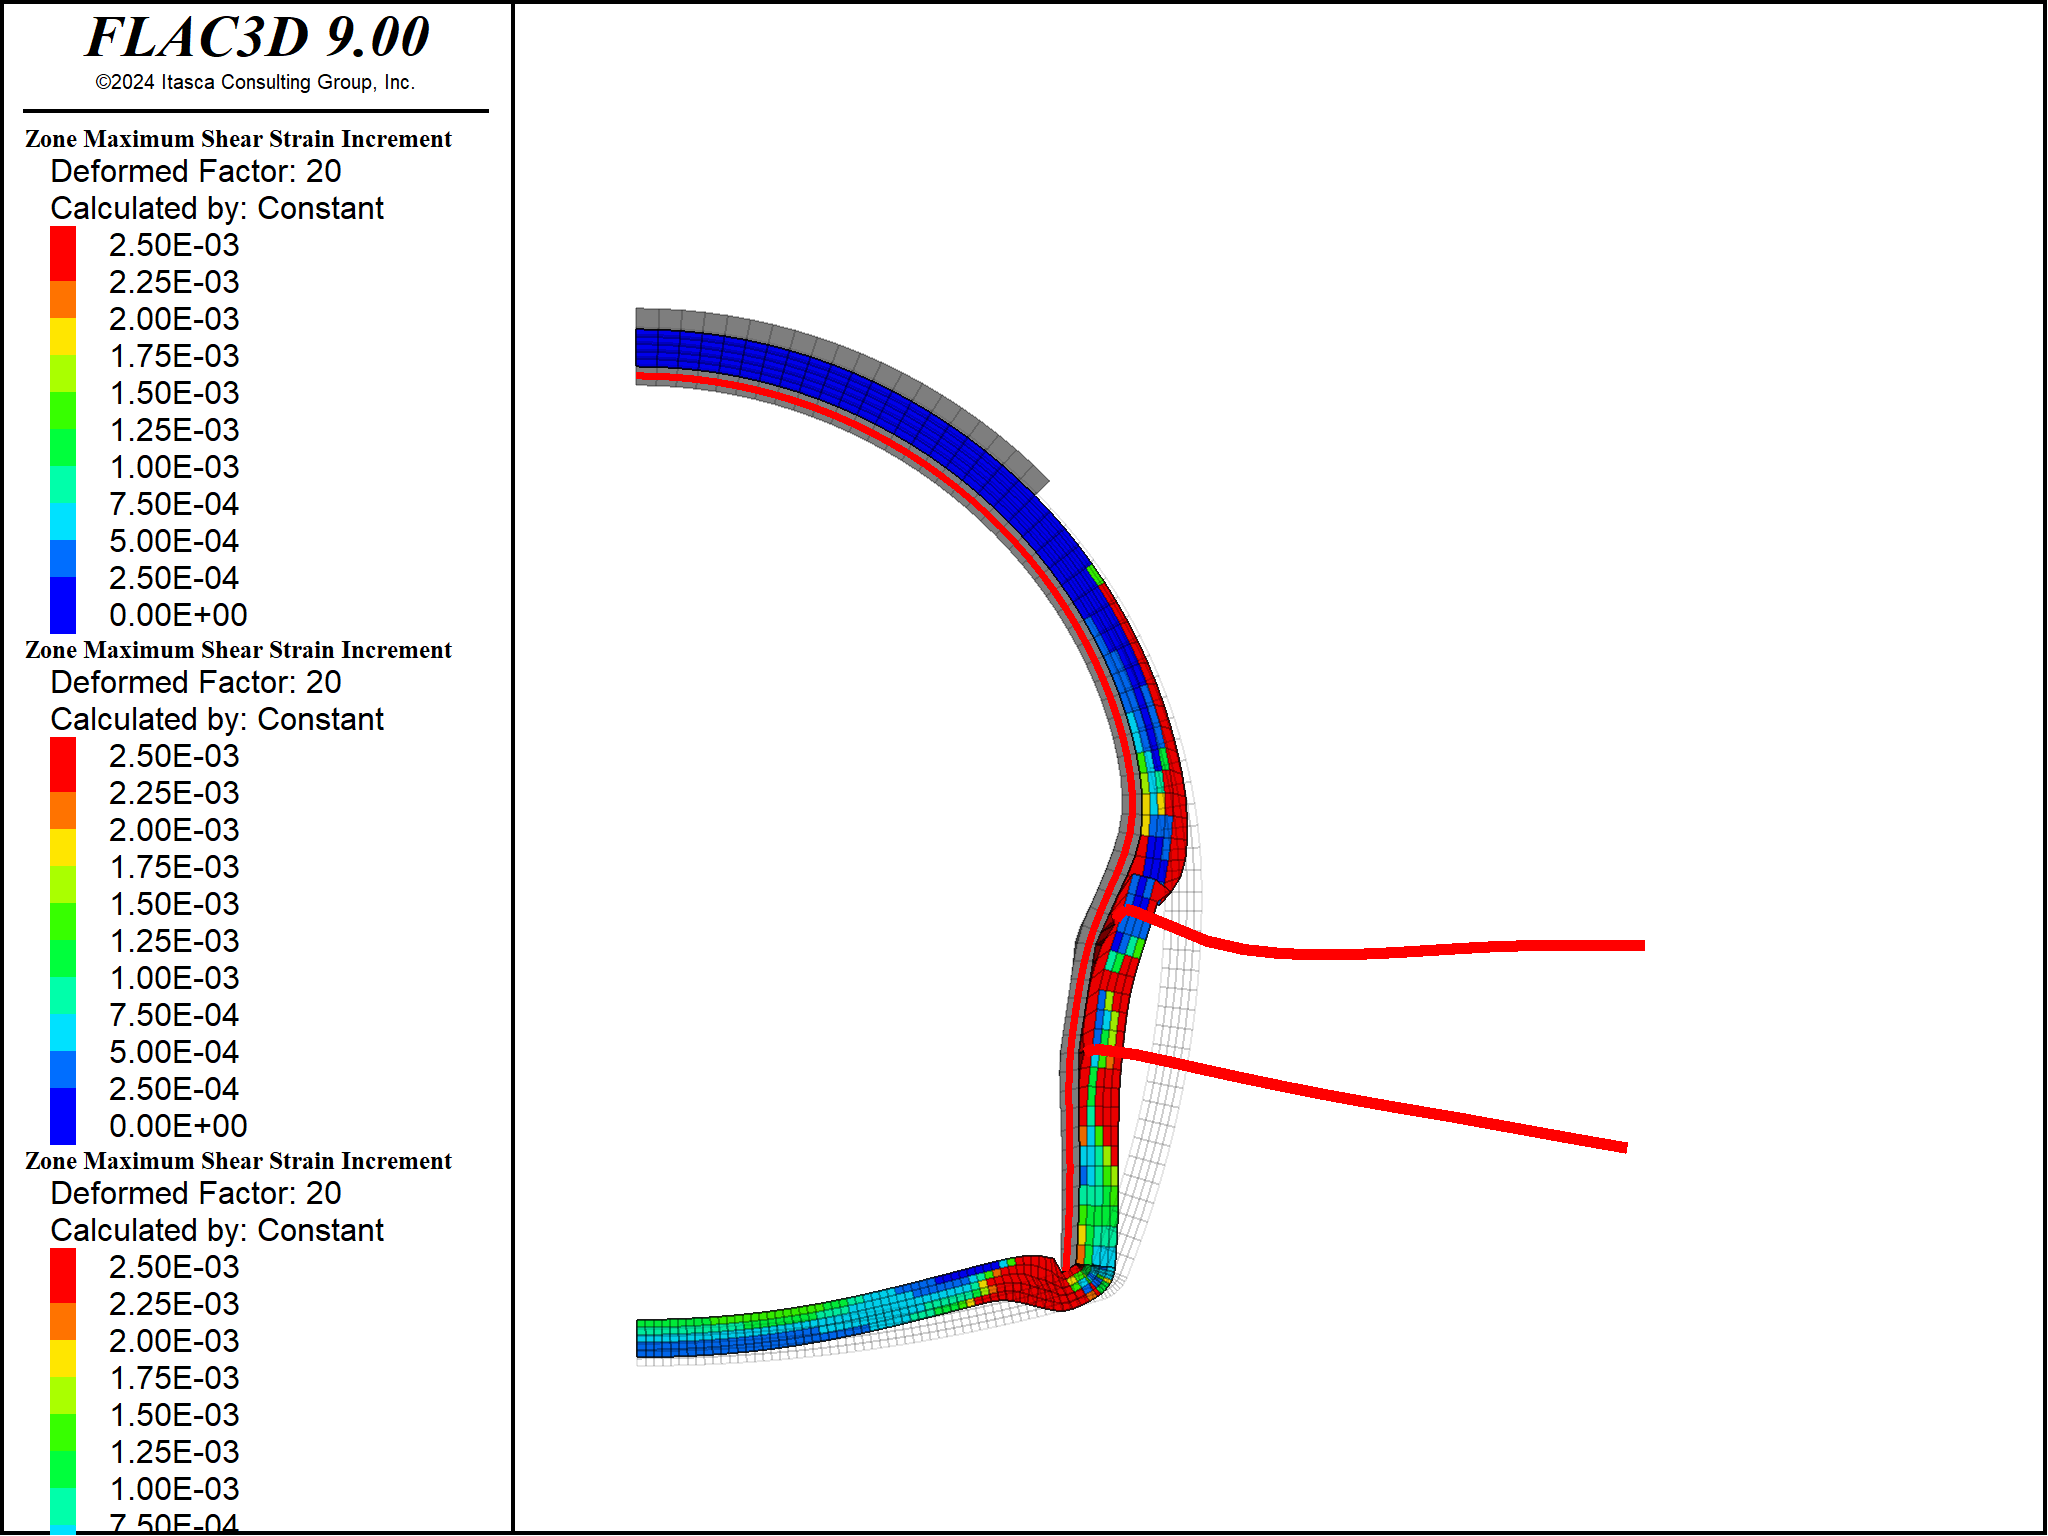 FLAC3D 9.00
©2024 Itasca Consulting Group, Inc.
Zone Maximum Shear Strain Increment
Deformed Factor: 20
Calculated by: Constant
2.50E-03
2.25E-03
2.00E-03
1.75E-03
1.50E-03
1.25E-03
1.00E-03
7.50E-04
5.00E-04
2.50E-04
0.00E+00
Zone Maximum Shear Strain Increment
Deformed Factor: 20
Calculated by: Constant
2.50E-03
2.25E-03
2.00E-03
1.75E-03
1.50E-03
1.25E-03
1.00E-03
7.50E-04
5.00E-04
2.50E-04
0.00E+00
Zone Maximum Shear Strain Increment
Deformed Factor: 20
Calculated by: Constant
2.50E-03
2.25E-03
2.00E-03
1.75E-03
1.50E-03
1.25E-03
1.00E-03
7.50E-04